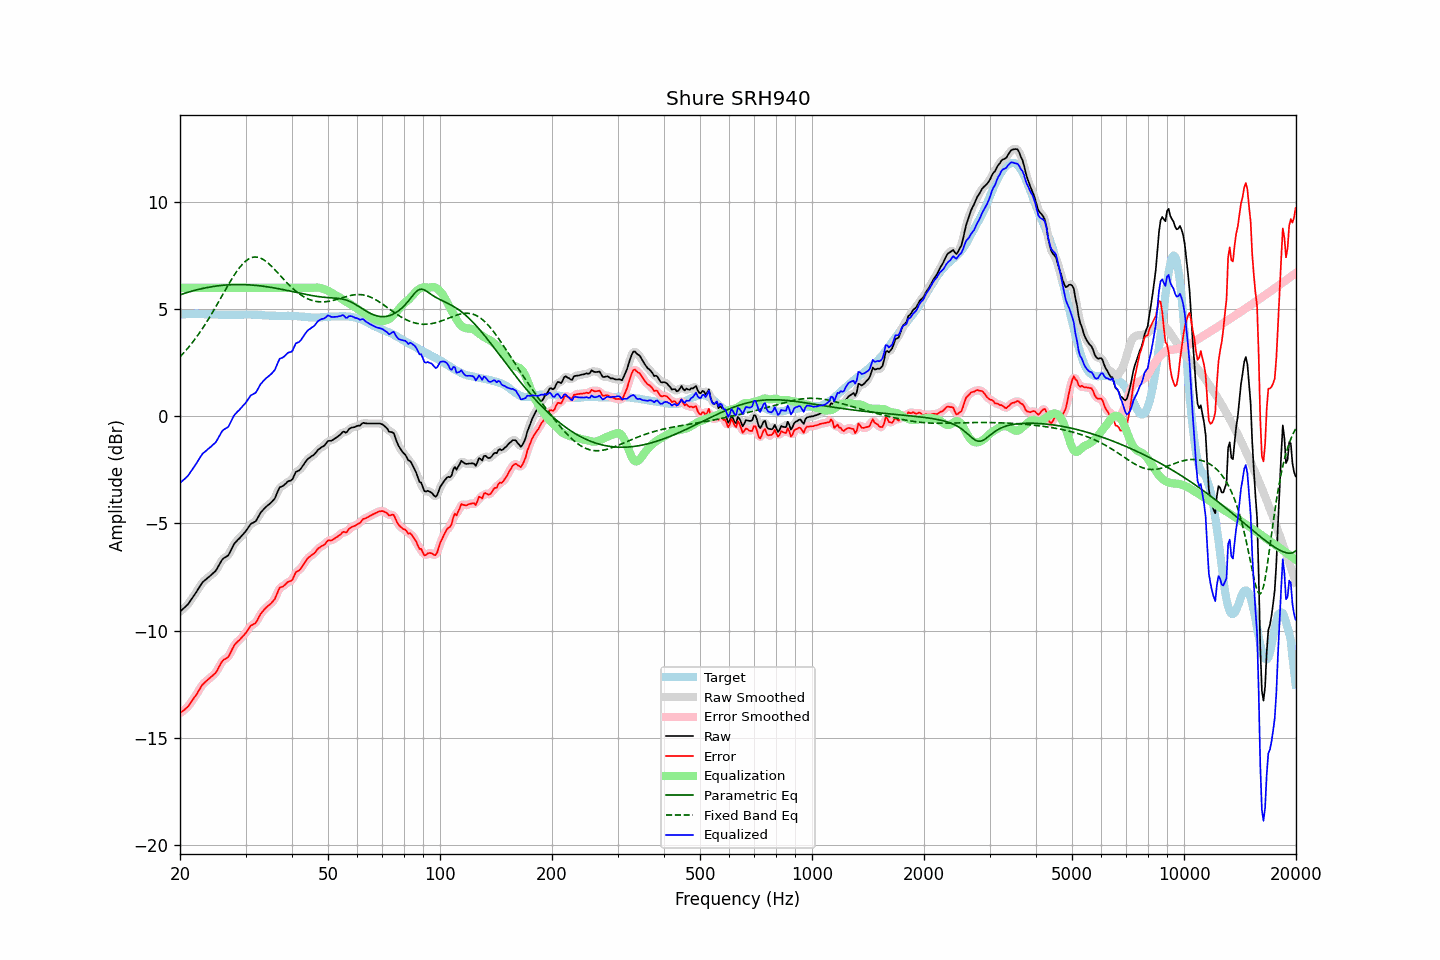 Shure SRH940
Amplitude (dBr)
10
5
0
−5
−10
−15
−20
Target
Raw Smoothed
Error Smoothed
Raw
Error
Equalization
Parametric Eq
Fixed Band Eq
Equalized
20 50 100 200 500 1000 2000 5000 10000 20000
Frequency (Hz)